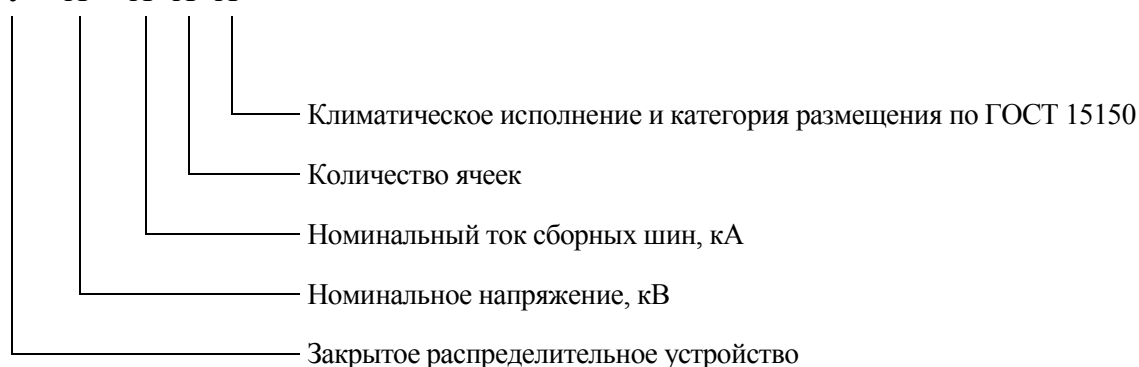 Климатическое исполнение и категория размещения по ГОСТ 15150
Количество ячеек
Номинальный ток сборных шин, кА
Номинальное напряжение, кВ
Закрытое распределительное устройство